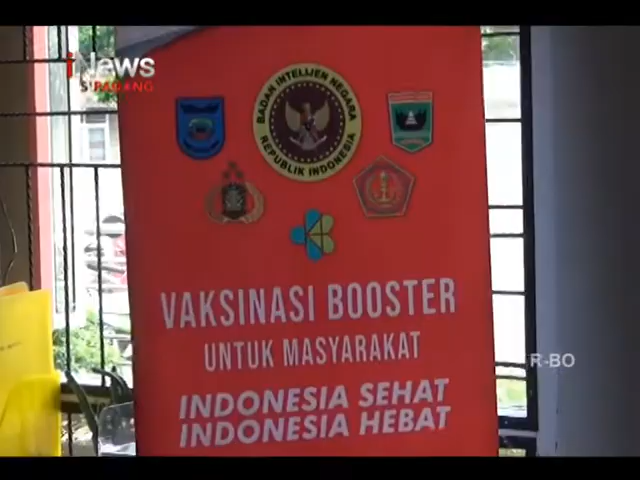 iNews
PADANG
BADAN INTELIJEN NEGARA
REPUBLIK INDONESIA
VAKSINASI BOOSTER
UNTUK MASYARAKAT
INDONESIA SEHAT
INDONESIA HEBAT
R-BO